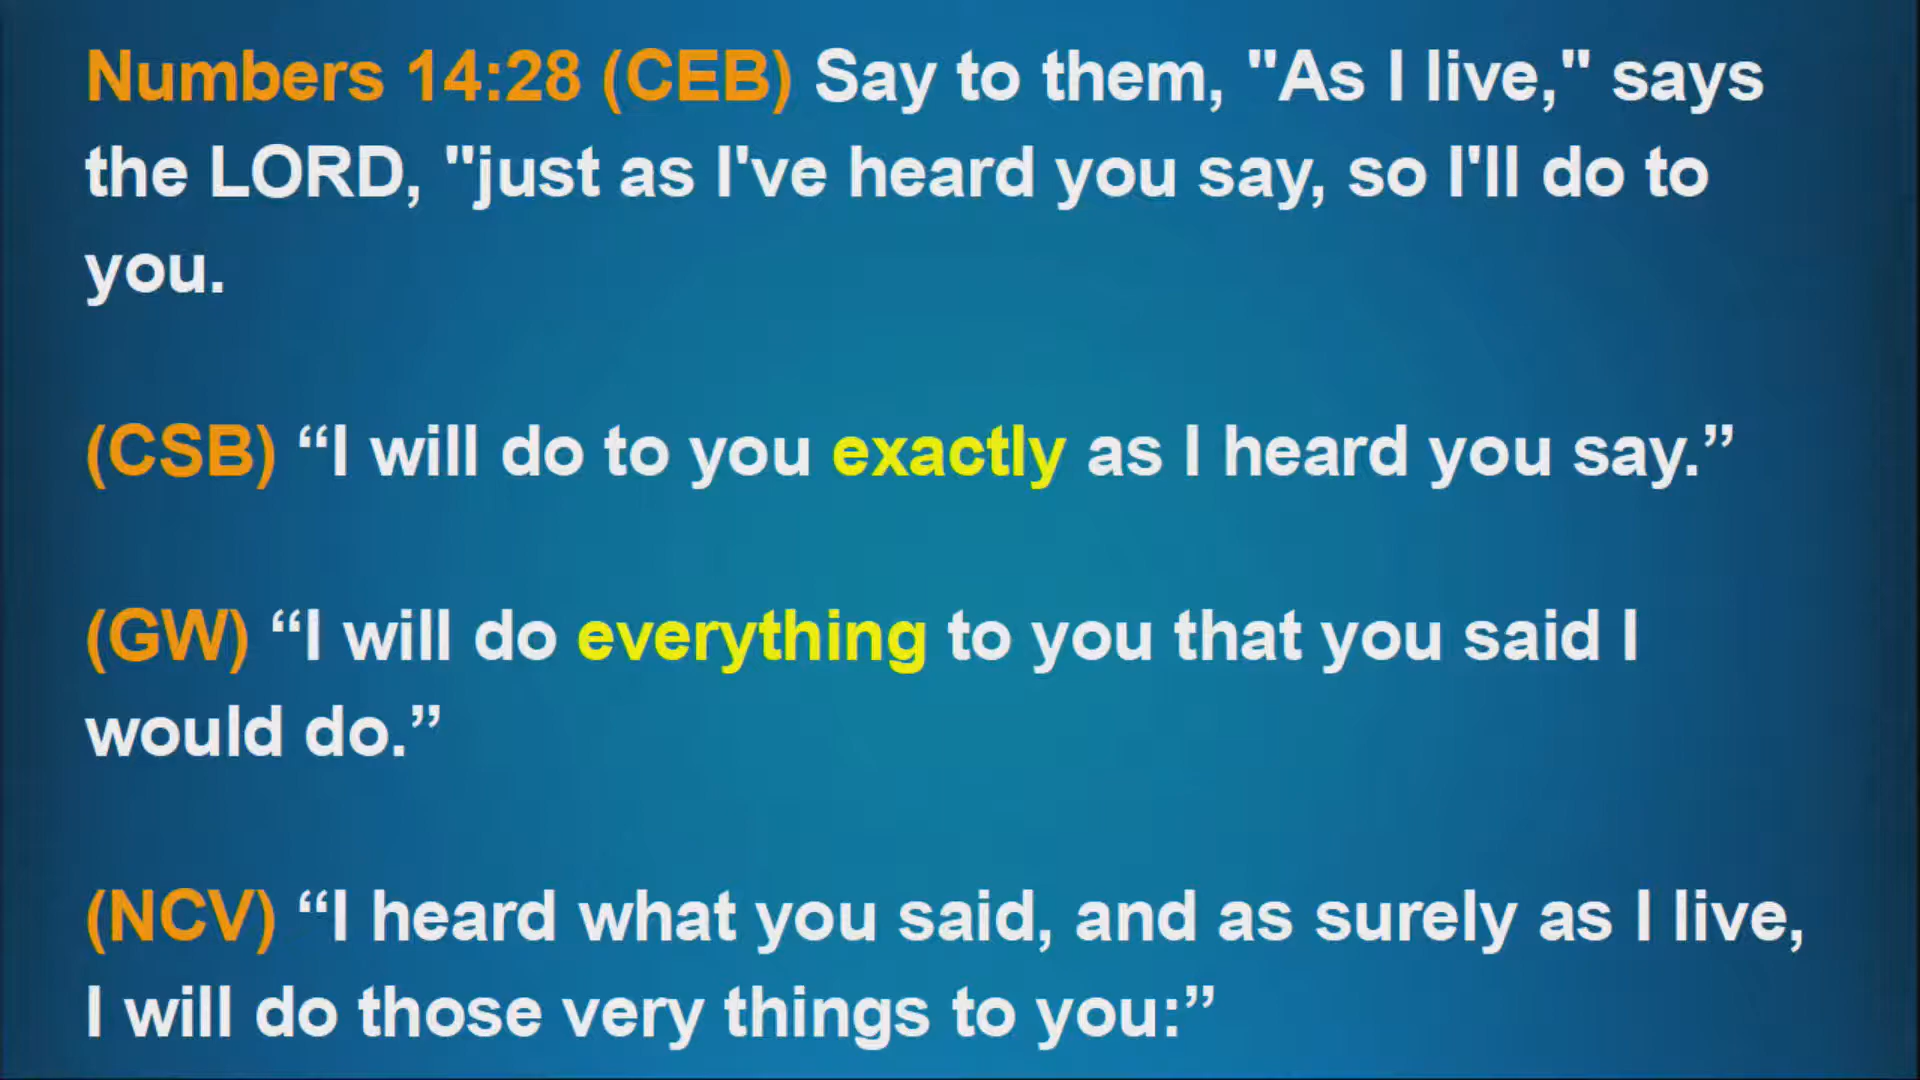 Numbers 14:28 (CEB) Say to them, "As I live," says
the LORD, "just as I've heard you say, so I'll do to
you.
(CSB) “I will do to you exactly as I heard you say.”
(GW) “I will do everything to you that you said I
would do.”
(NCV) “I heard what you said, and as surely as I live,
I will do those very things to you:”